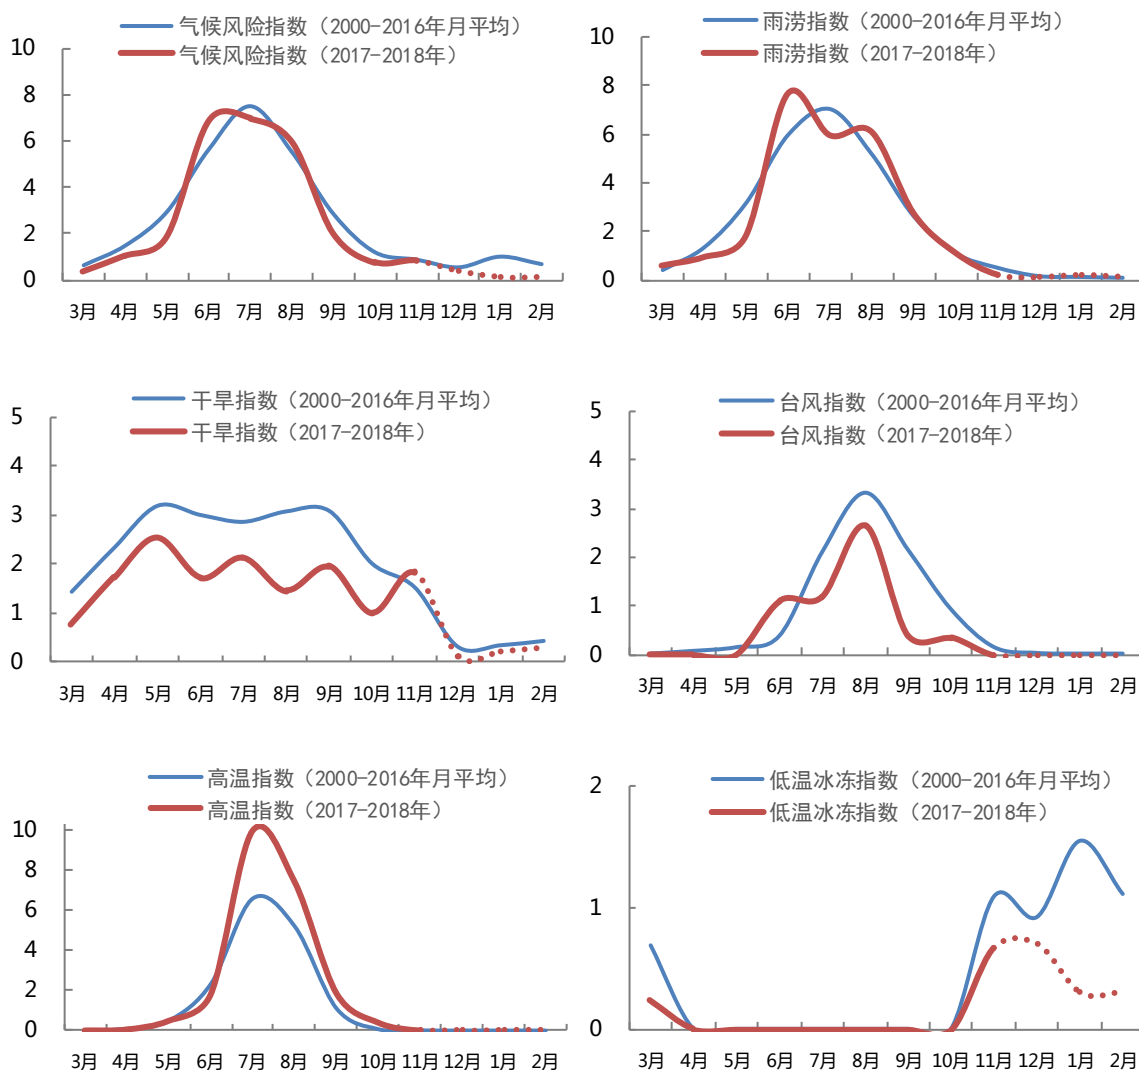 气候风险指数（2000-2016年月平均）
气候风险指数（2017-2018年）
10
8
6
4
2
0
3月 4月 5月 6月 7月 8月 9月 10月 11月 12月 1月 2月
雨涝指数（2000-2016年月平均）
雨涝指数（2017-2018年）
10
8
6
4
2
0
3月 4月 5月 6月 7月 8月 9月 10月 11月 12月 1月 2月
干旱指数（2000-2016年月平均）
干旱指数（2017-2018年）
5
4
3
2
1
0
3月 4月 5月 6月 7月 8月 9月 10月 11月 12月 1月 2月
台风指数（2000-2016年月平均）
台风指数（2017-2018年）
5
4
3
2
1
0
3月 4月 5月 6月 7月 8月 9月 10月 11月 12月 1月 2月
高温指数（2000-2016年月平均）
高温指数（2017-2018年）
10
8
6
4
2
0
3月 4月 5月 6月 7月 8月 9月 10月 11月 12月 1月 2月
低温冰冻指数（2000-2016年月平均）
低温冰冻指数（2017-2018年）
2
1
0
3月 4月 5月 6月 7月 8月 9月 10月 11月 12月 1月 2月